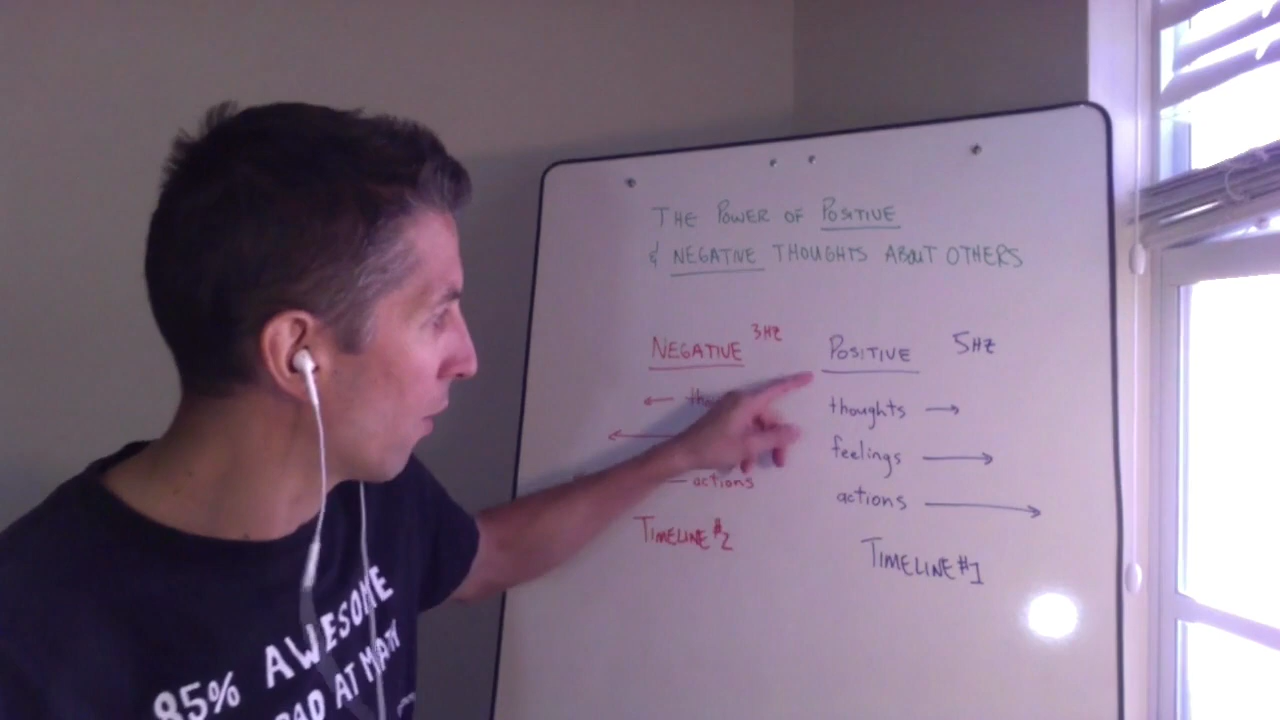 THE POWER OF POSITIVE
& NEGATIVE THOUGHTS ABOUT OTHERS
NEGATIVE 3HZ
actions
TIMELINE #2
POSITIVE 5HZ
thoughts
feelings
actions
TIMELINE #1
85% AWESOME
BAD AT